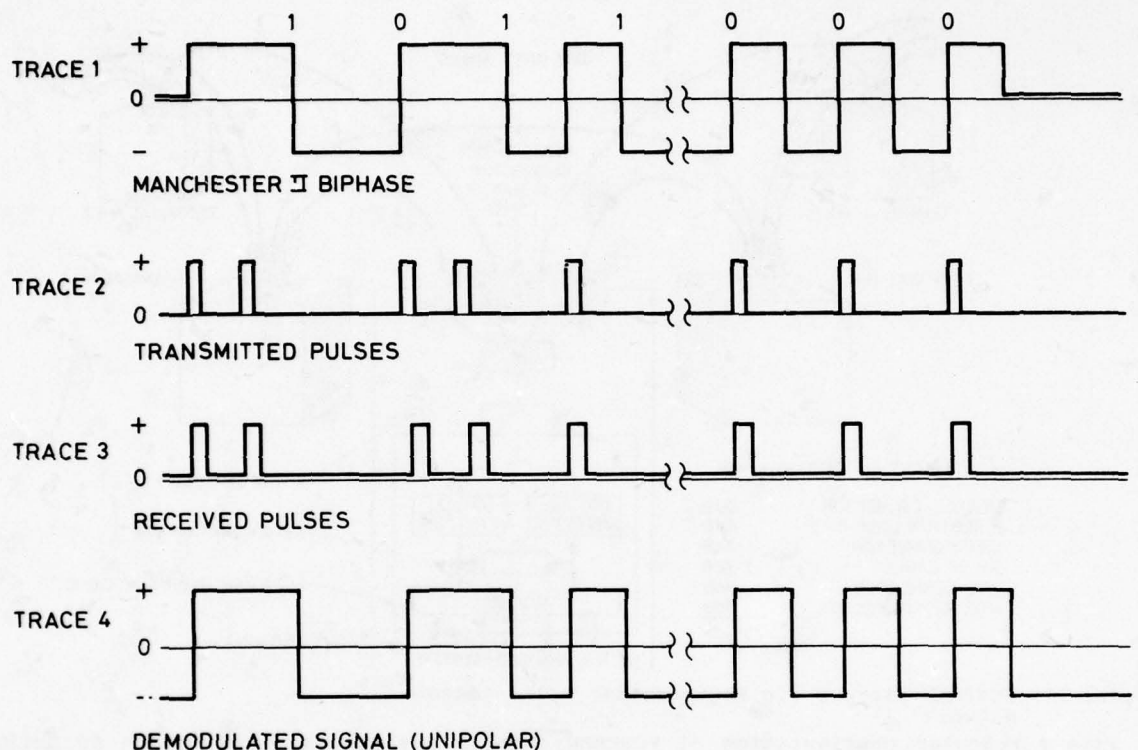 1 0 1 1 0 0 0
+
TRACE 1
0
–
MANCHESTER II BIPHASE
+
TRACE 2
0
TRANSMITTED PULSES
+
TRACE 3
0
RECEIVED PULSES
+
TRACE 4
0
--
DEMODULATED SIGNAL (UNIPOLAR)